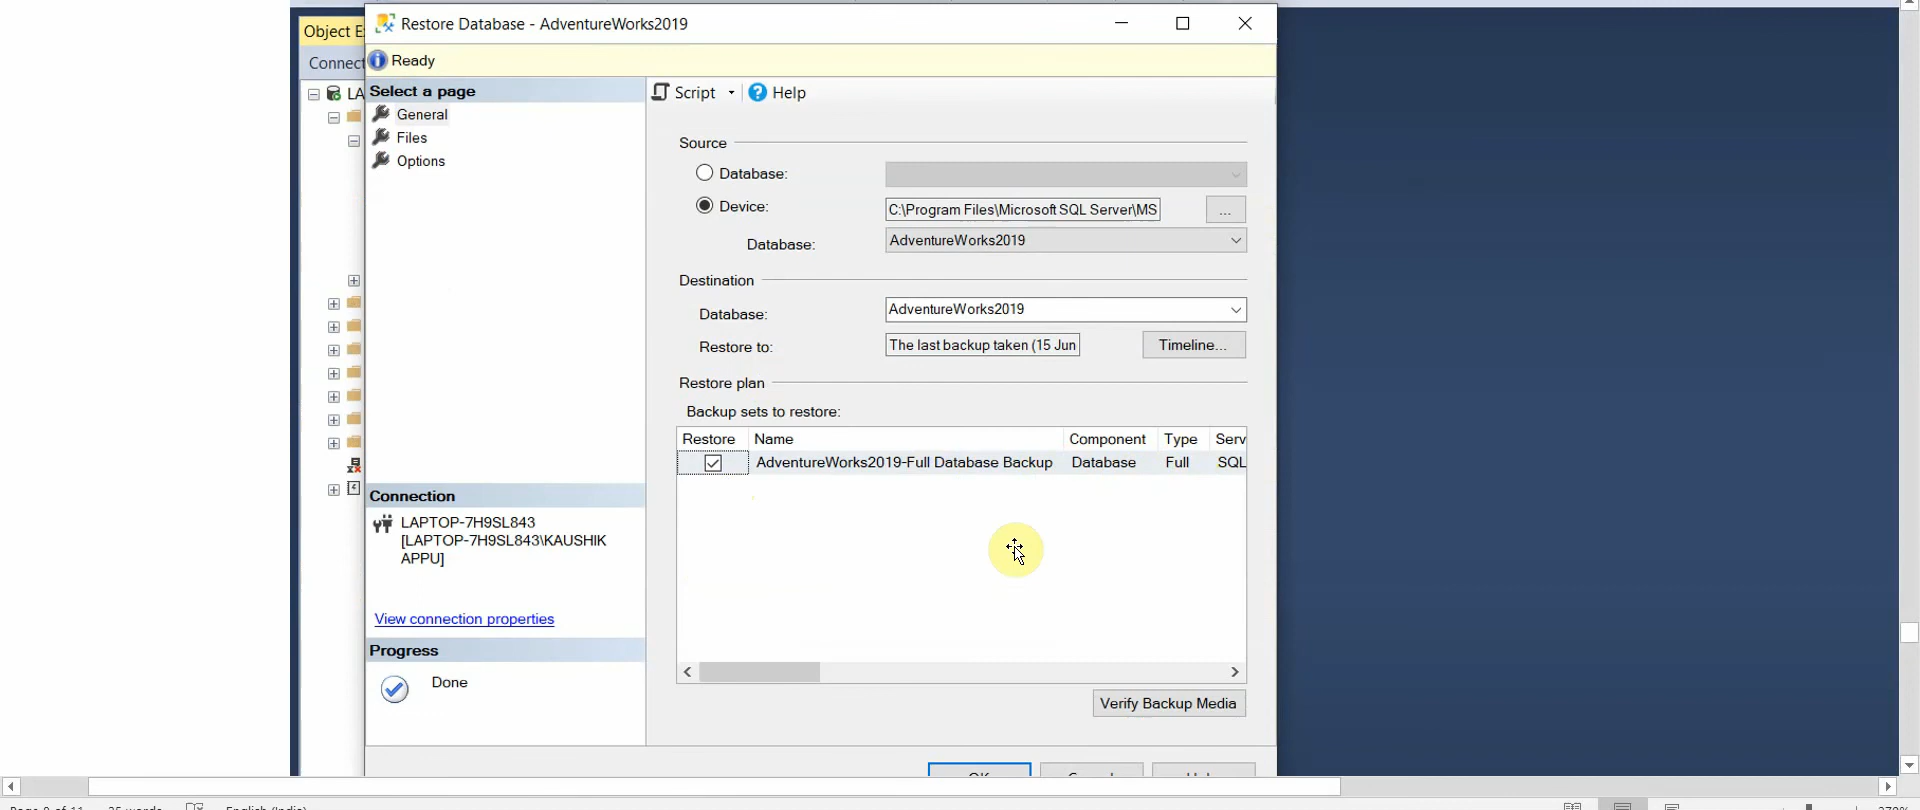 Restore Database - AdventureWorks2019
Object E
Ready
Connect
Select a page
Script
Help
LA
General
Files
Options
Source
Database:
Device:
C:\Program Files\Microsoft SQL Server\MS
...
Database:
AdventureWorks2019
Destination
Database:
AdventureWorks2019
Restore to:
The last backup taken (15 Jun
Timeline...
Restore plan
Backup sets to restore:
Restore Name Component Type Serv
AdventureWorks2019-Full Database Backup Database Full SQL
Connection
LAPTOP-7H9SL843
[LAPTOP-7H9SL843\KAUSHIK
APPU]
View connection properties
Progress
Done
Verify Backup Media